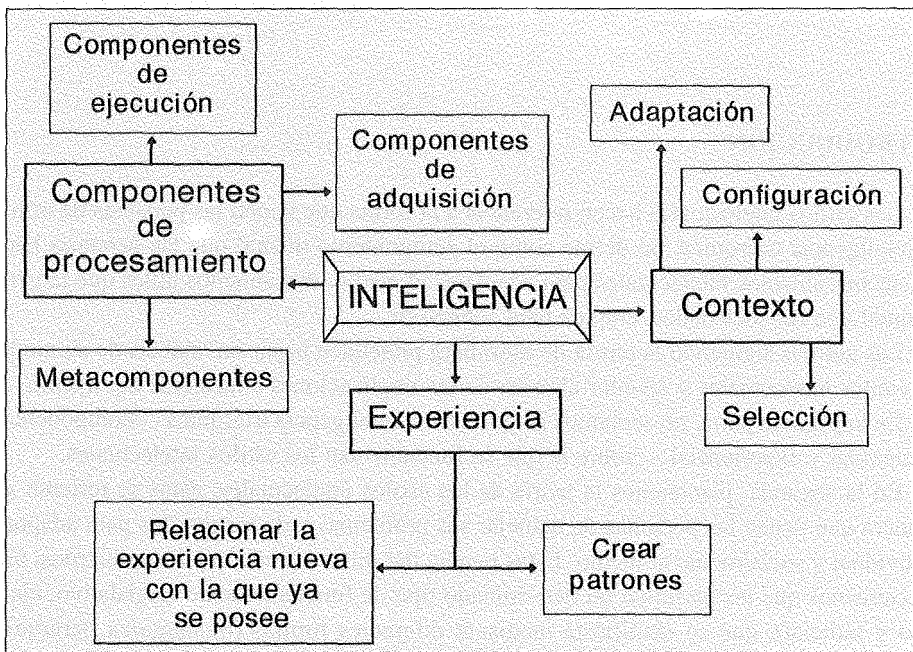 Componentes
de
ejecución
Adaptación
Componentes
de
adquisición
Componentes
de
procesamiento
Configuración
INTELIGENCIA
Contexto
Metacomponentes
Experiencia
Selección
Relacionar la
experiencia nueva
con la que ya
se posee
Crear
patrones